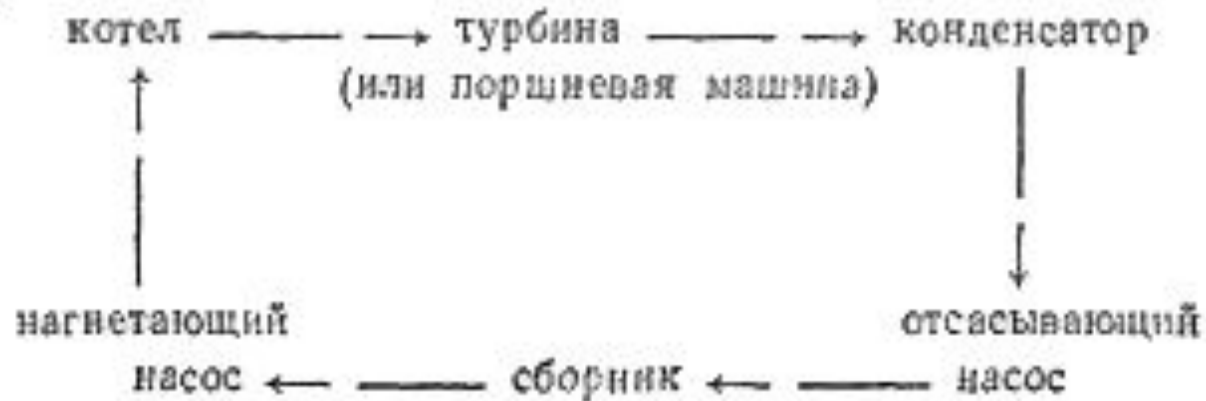 котел турбина конденсатор
(или поршневая машина)
нагнетающий отсасывающий
насос сборник насос